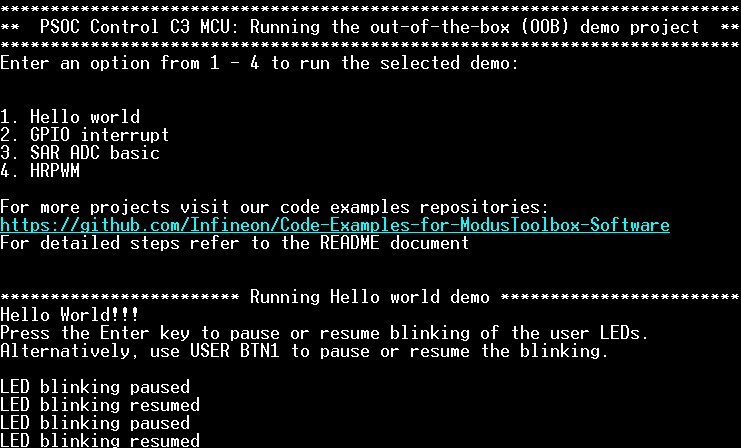 **************************************************************************
**  PSOC Control C3 MCU: Running the out-of-the-box (OOB) demo project  **
**************************************************************************
Enter an option from 1 - 4 to run the selected demo:
1. Hello world
2. GPIO interrupt
3. SAR ADC basic
4. HRPWM
For more projects visit our code examples repositories:
https://github.com/Infineon/Code-Examples-for-ModusToolbox-Software
For detailed steps refer to the README document
************************ Running Hello world demo ************************
Hello World!!!
Press the Enter key to pause or resume blinking of the user LEDs.
Alternatively, use USER BTN1 to pause or resume the blinking.
LED blinking paused
LED blinking resumed
LED blinking paused
LED blinking resumed